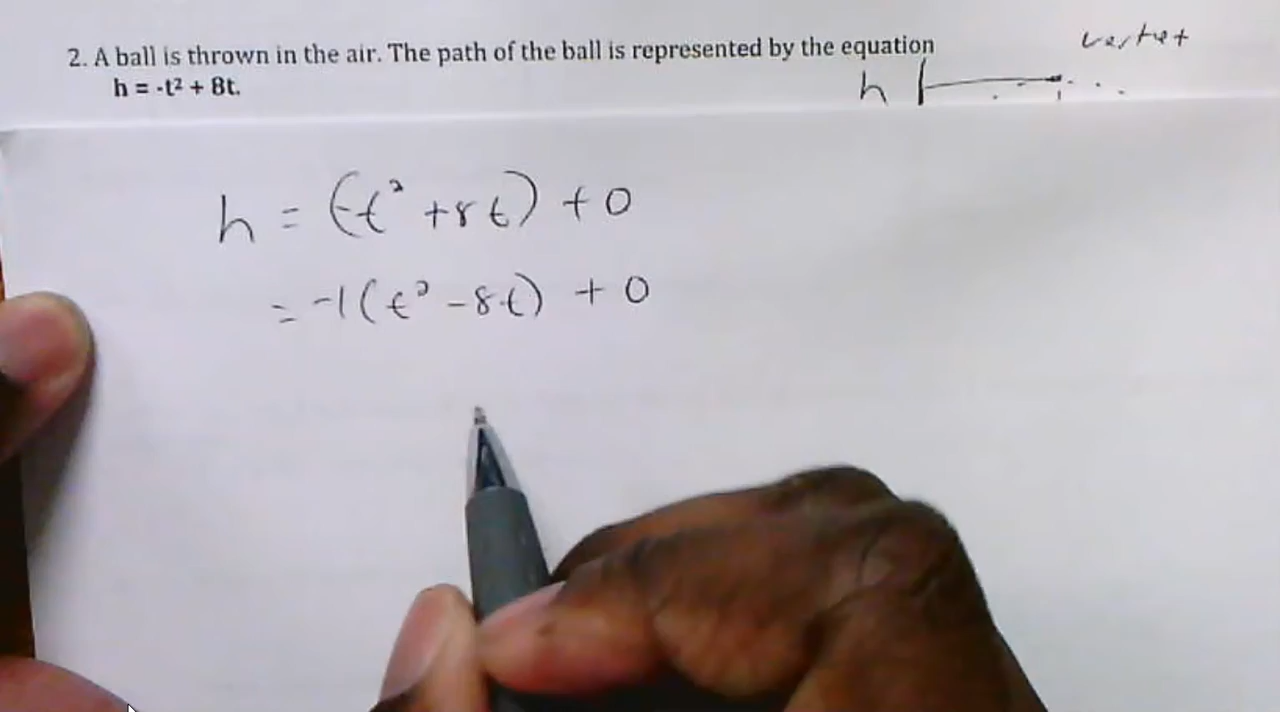 2. A ball is thrown in the air. The path of the ball is represented by the equation
h = -t² + 8t.
vertex
h
h = (-t² + 8t) + 0
= -1(t² - 8t) + 0